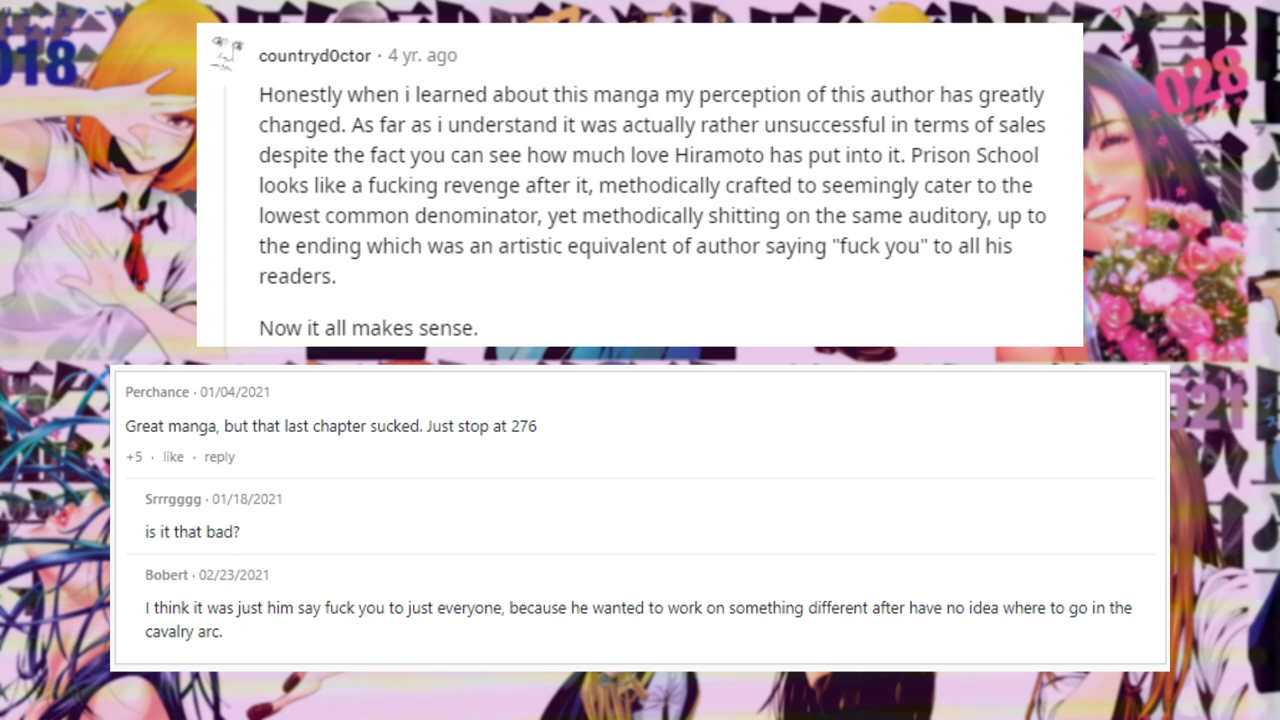 018
028
countryd0ctor · 4 yr. ago
Honestly when i learned about this manga my perception of this author has greatly
changed. As far as i understand it was actually rather unsuccessful in terms of sales
despite the fact you can see how much love Hiramoto has put into it. Prison School
looks like a fucking revenge after it, methodically crafted to seemingly cater to the
lowest common denominator, yet methodically shitting on the same auditory, up to
the ending which was an artistic equivalent of author saying "fuck you" to all his
readers.
Now it all makes sense.
021
Perchance · 01/04/2021
Great manga, but that last chapter sucked. Just stop at 276
+5 · like · reply
Srrrgggg · 01/18/2021
is it that bad?
Bobert · 02/23/2021
I think it was just him say fuck you to just everyone, because he wanted to work on something different after have no idea where to go in the
cavalry arc.